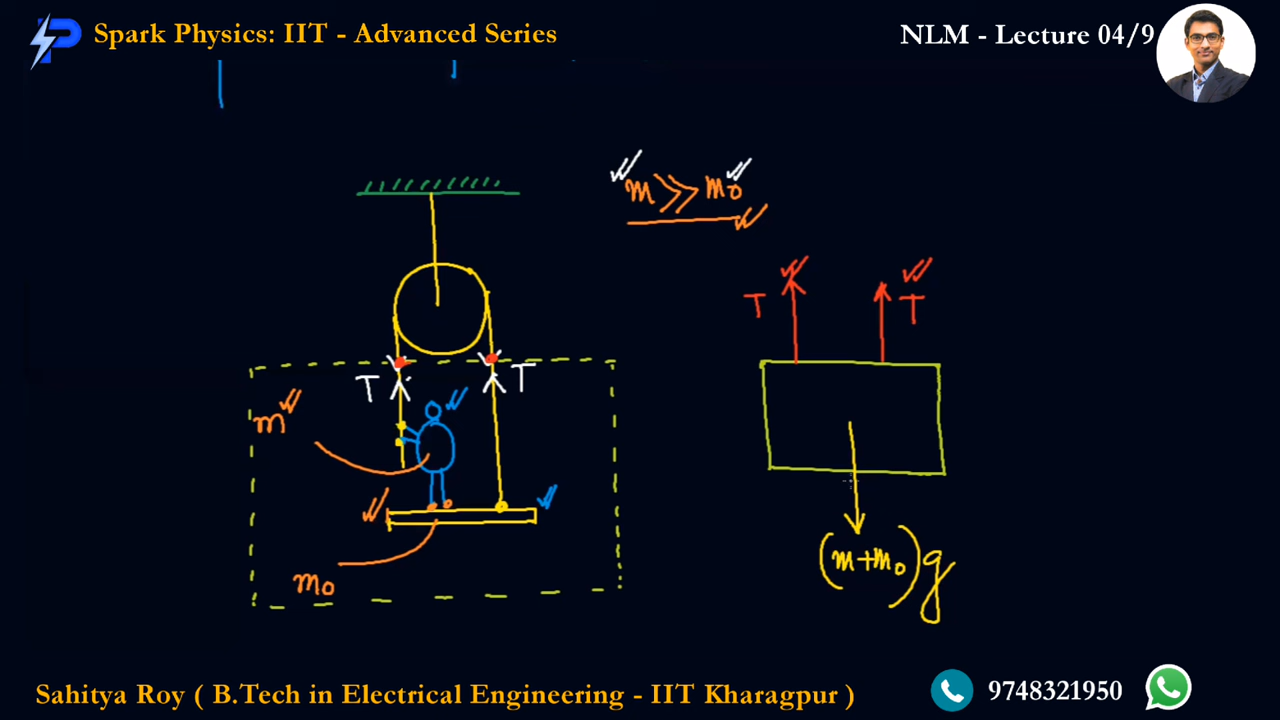 Spark Physics: IIT - Advanced Series
NLM - Lecture 04/9
m >> m₀
T T
T T
m
m₀
(m+m₀)g
Sahitya Roy ( B.Tech in Electrical Engineering - IIT Kharagpur )
9748321950